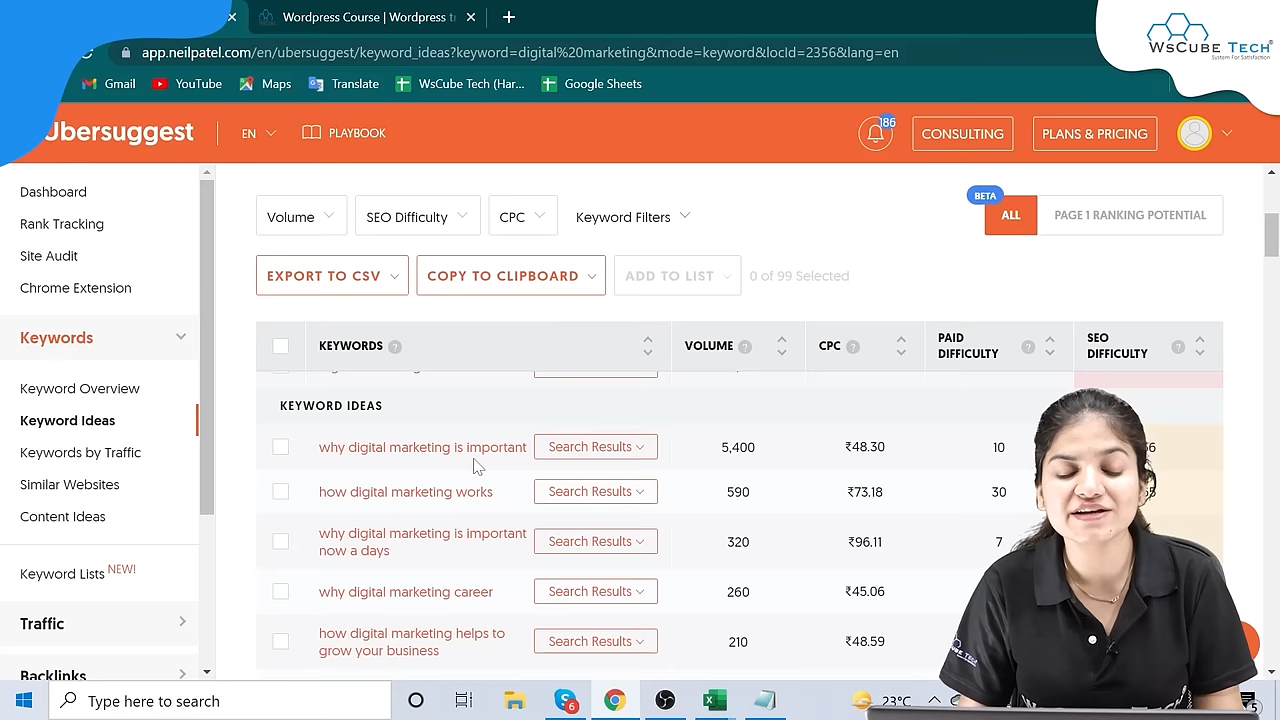 Wordpress Course | Wordpress t
app.neilpatel.com/en/ubersuggest/keyword_ideas?keyword=digital%20marketing&mode=keyword&locId=2356&lang=en
WsCube Tech
System For Satisfaction
Gmail
YouTube
Maps
Translate
WsCube Tech (Har...
Google Sheets
Ubersuggest
EN
PLAYBOOK
186
CONSULTING
PLANS & PRICING
Dashboard
Rank Tracking
Site Audit
Chrome Extension
Keywords
Keyword Overview
Keyword Ideas
Keywords by Traffic
Similar Websites
Content Ideas
Keyword Lists NEW!
Traffic
Backlinks
Volume
SEO Difficulty
CPC
Keyword Filters
BETA
ALL
PAGE 1 RANKING POTENTIAL
EXPORT TO CSV
COPY TO CLIPBOARD
ADD TO LIST
0 of 99 Selected
KEYWORDS ?
VOLUME ?
CPC ?
PAID DIFFICULTY ?
SEO DIFFICULTY ?
KEYWORD IDEAS
why digital marketing is important Search Results 5,400 ₹48.30 10
how digital marketing works Search Results 590 ₹73.18 30
why digital marketing is important now a days Search Results 320 ₹96.11 7
why digital marketing career Search Results 260 ₹45.06
how digital marketing helps to grow your business Search Results 210 ₹48.59
Type here to search
6
23°C
5